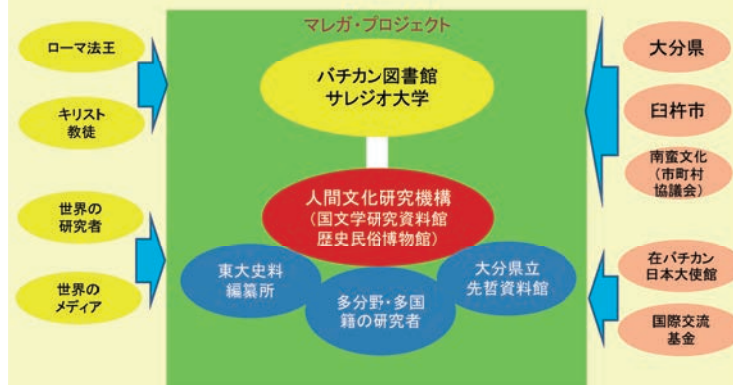 マレガ・プロジェクト
ローマ法王
キリスト
教徒
世界の
研究者
世界の
メディア
バチカン図書館
サレジオ大学
人間文化研究機構
（国文学研究資料館
歴史民俗博物館）
東大史料
編纂所
多分野・多国
籍の研究者
大分県立
先哲資料館
大分県
臼杵市
南蛮文化
（市町村
協議会）
在バチカン
日本大使館
国際交流
基金